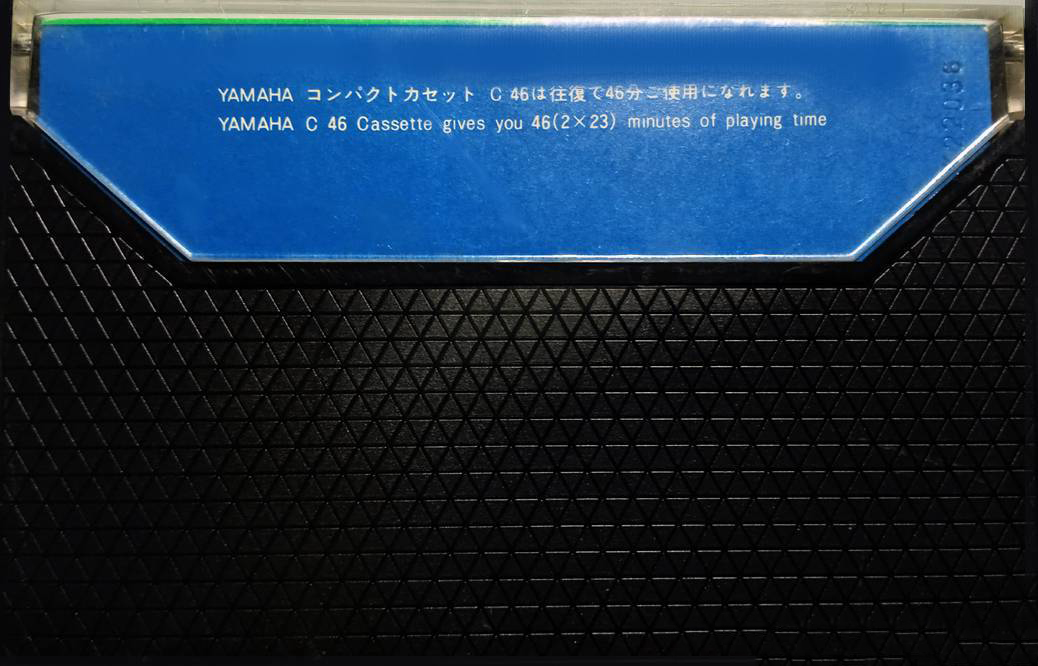 YAMAHA コンパクトカセット C 46は往復で46分ご使用になれます。
YAMAHA C 46 Cassette gives you 46(2×23) minutes of playing time